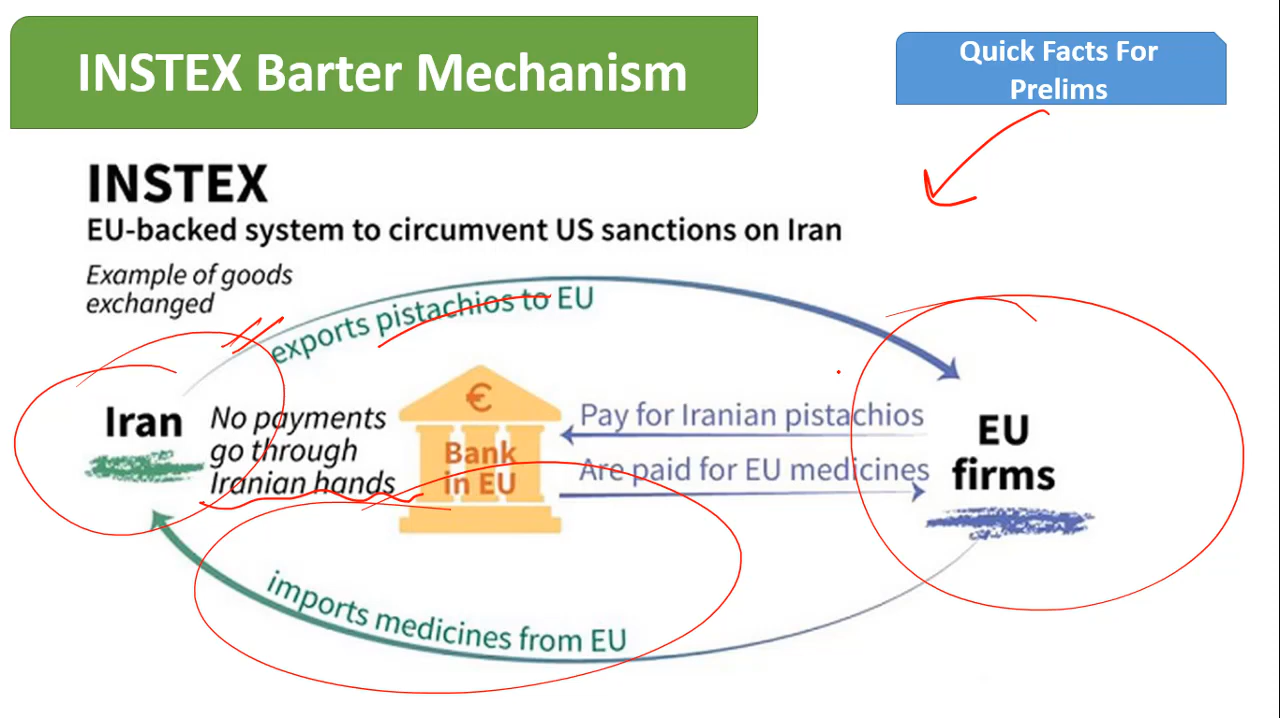 INSTEX Barter Mechanism
Quick Facts For
Prelims
INSTEX
EU-backed system to circumvent US sanctions on Iran
Example of goods
exchanged
exports pistachios to EU
Iran
No payments
go through
Iranian hands
€
Bank
in EU
Pay for Iranian pistachios
Are paid for EU medicines
EU
firms
imports medicines from EU